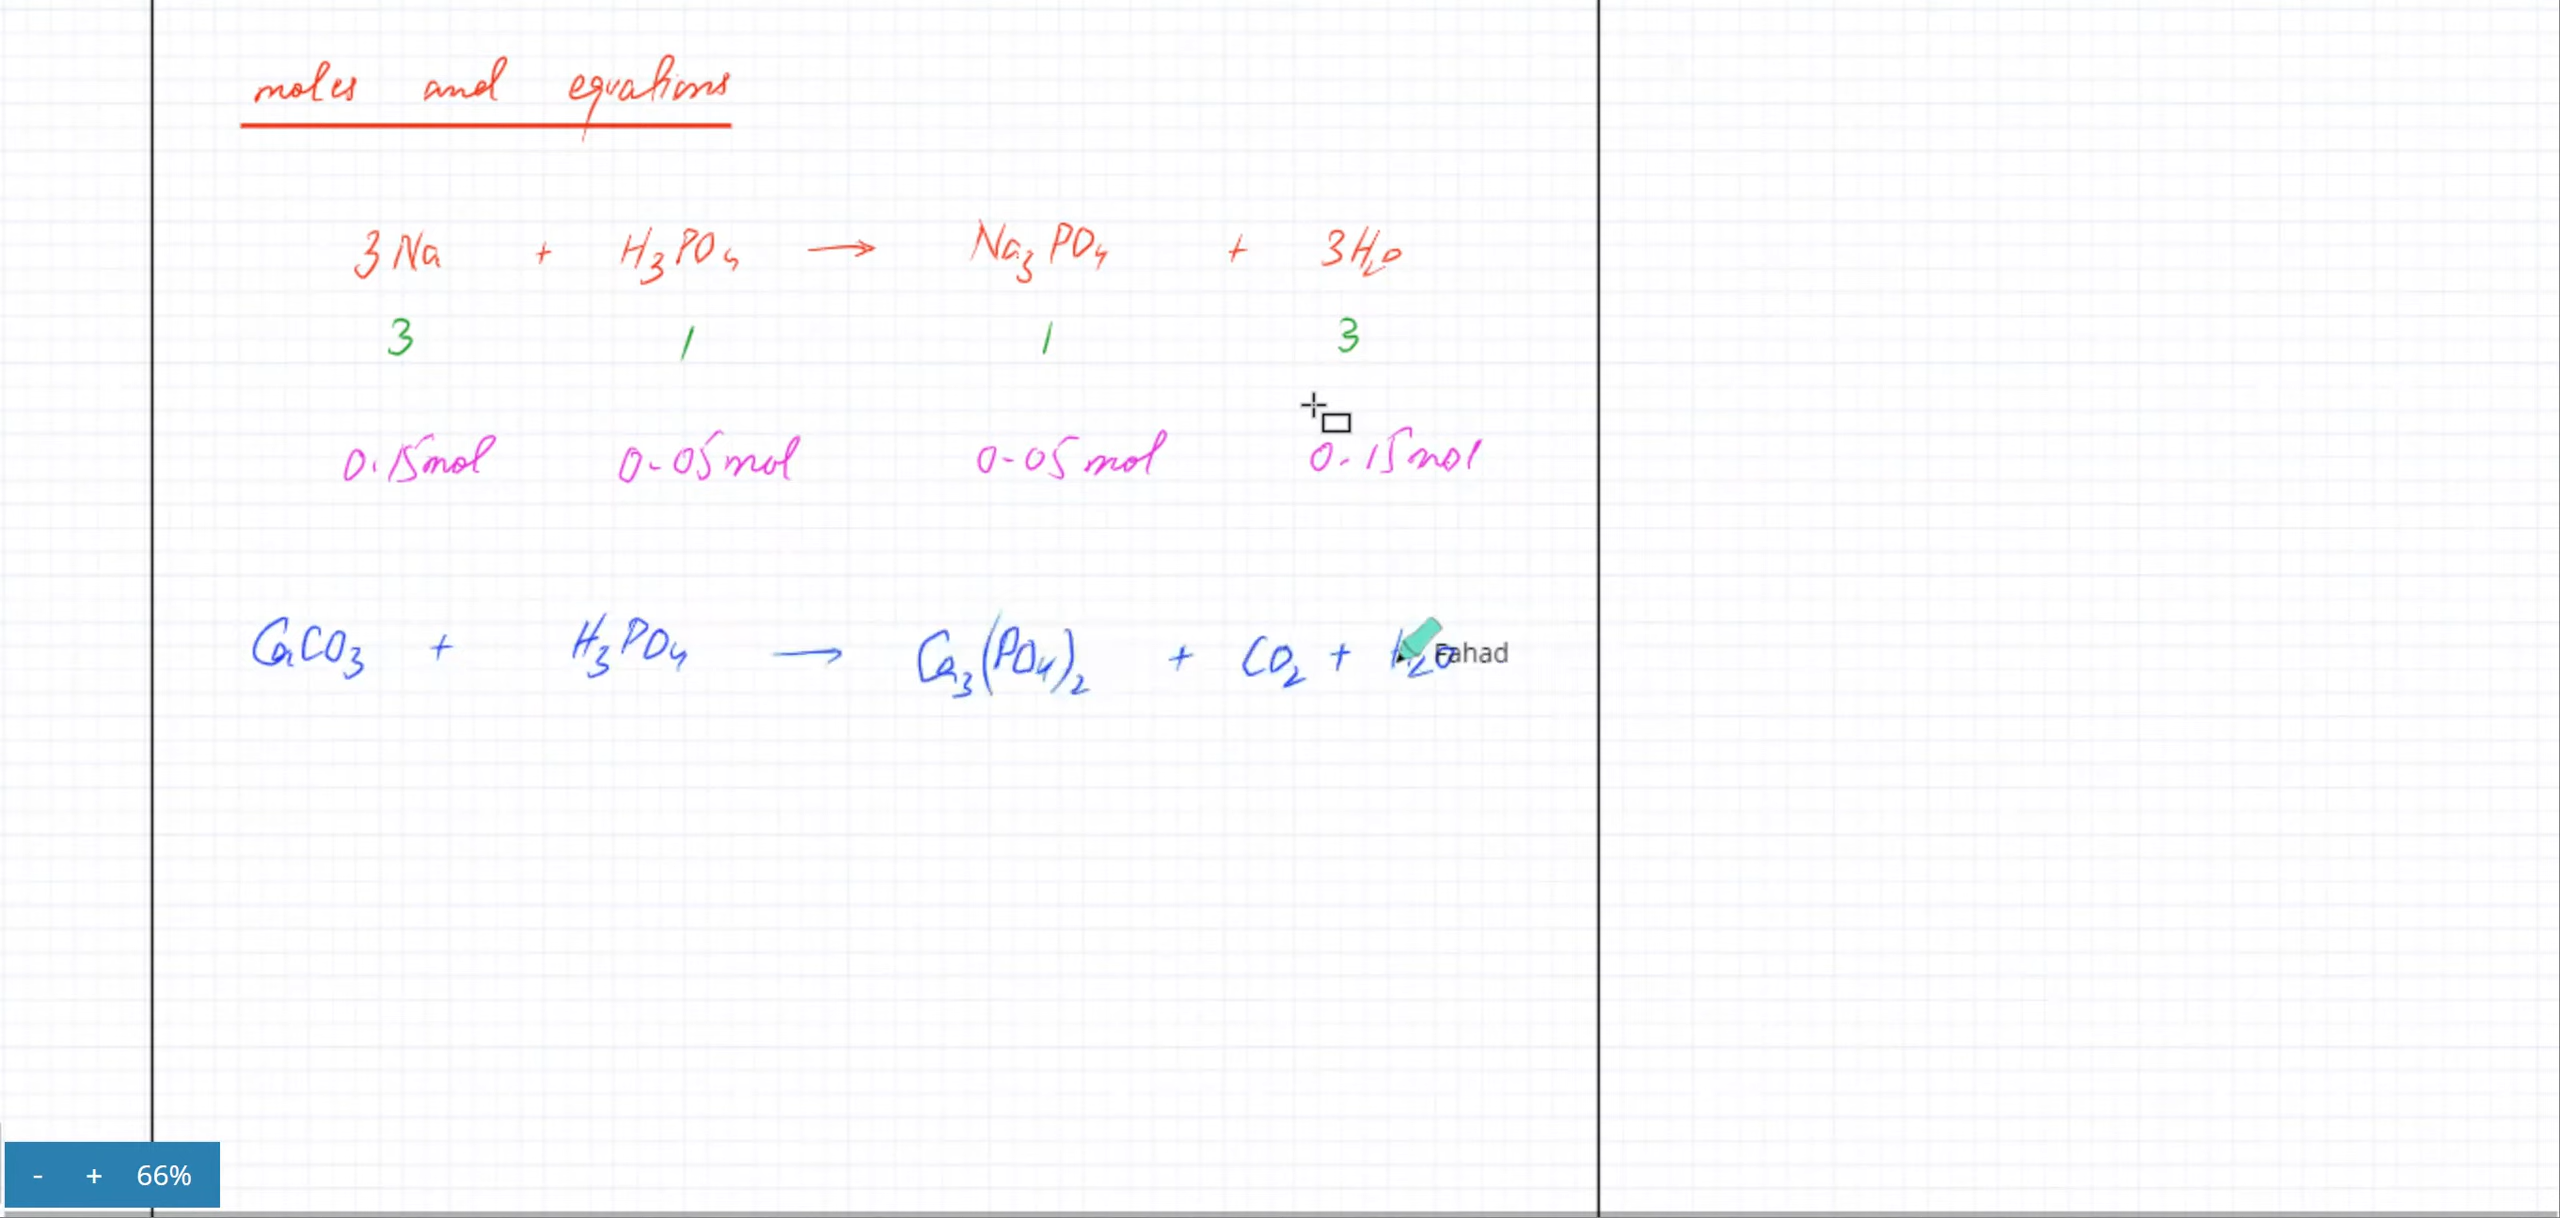 moles and equations
3Na + H₃PO₄ → Na₃PO₄ + 3H₂O
3 1 1 3
0.15mol 0.05mol 0.05mol 0.15mol
CaCO₃ + H₃PO₄ → Ca₃(PO₄)₂ + CO₂ + H₂O
Fahad
- + 66%